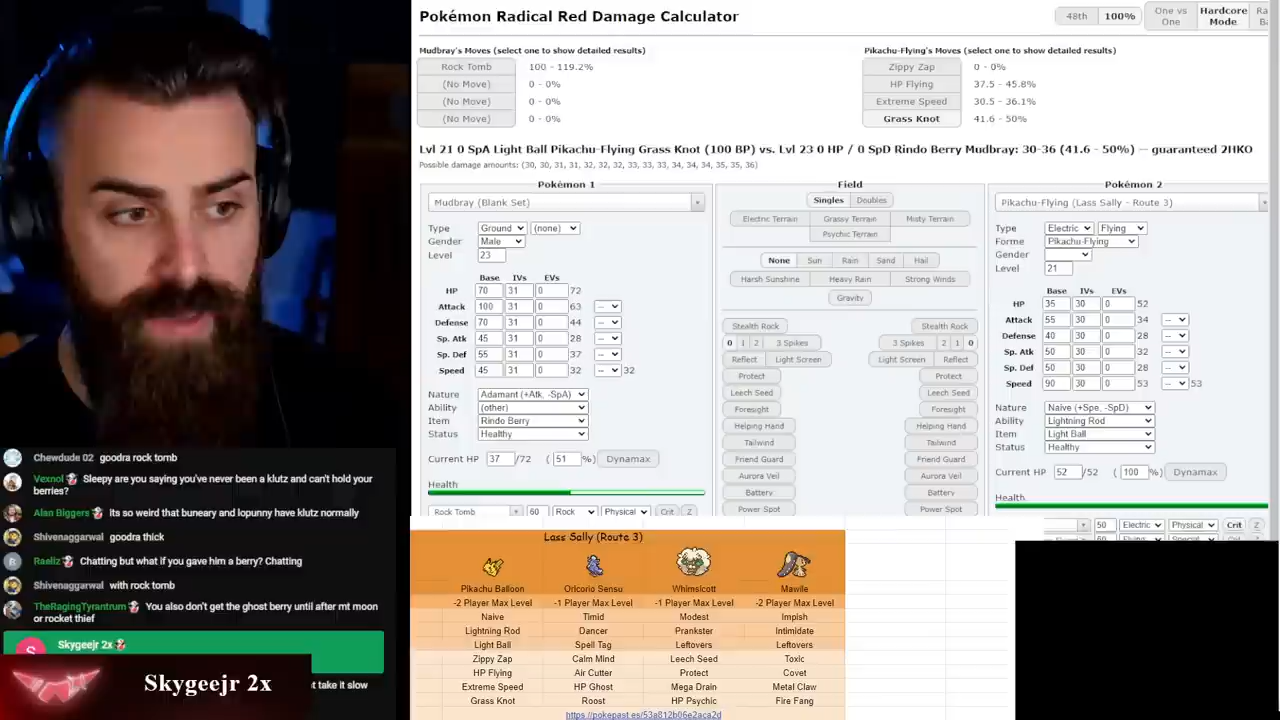 Pokémon Radical Red Damage Calculator
48th 100% One vs One Hardcore Mode
Mudbray's Moves (select one to show detailed results)
Rock Tomb 100 - 119.2%
(No Move) 0 - 0%
(No Move) 0 - 0%
(No Move) 0 - 0%
Pikachu-Flying's Moves (select one to show detailed results)
Zippy Zap 0 - 0%
HP Flying 37.5 - 45.8%
Extreme Speed 30.5 - 36.1%
Grass Knot 41.6 - 50%
Lvl 21 0 SpA Light Ball Pikachu-Flying Grass Knot (100 BP) vs. Lvl 23 0 HP / 0 SpD Rindo Berry Mudbray: 30-36 (41.6 - 50%) — guaranteed 2HKO
Possible damage amounts: (30, 30, 31, 31, 32, 32, 32, 33, 33, 33, 34, 34, 34, 35, 35, 36)
Pokémon 1
Mudbray (Blank Set)
Type Ground (none)
Gender Male
Level 23
Base IVs EVs
HP 70 31 0 72
Attack 100 31 0 63 --
Defense 70 31 0 44 --
Sp. Atk 45 31 0 28 --
Sp. Def 55 31 0 37 --
Speed 45 31 0 32 -- 32
Nature Adamant (+Atk, -SpA)
Ability (other)
Item Rindo Berry
Status Healthy
Current HP 37 /72 ( 51 %) Dynamax
Health
Rock Tomb 60 Rock Physical Crit Z
Field
Singles Doubles
Electric Terrain Grassy Terrain Misty Terrain
Psychic Terrain
None Sun Rain Sand Hail
Harsh Sunshine Heavy Rain Strong Winds
Gravity
Stealth Rock Stealth Rock
0 1 2 3 Spikes 3 Spikes 2 1 0
Reflect Light Screen Light Screen Reflect
Protect Protect
Leech Seed Leech Seed
Foresight Foresight
Helping Hand Helping Hand
Tailwind Tailwind
Friend Guard Friend Guard
Aurora Veil Aurora Veil
Battery Battery
Power Spot Power Spot
Pokémon 2
Pikachu-Flying (Lass Sally - Route 3)
Type Electric Flying
Forme Pikachu-Flying
Gender
Level 21
Base IVs EVs
HP 35 30 0 52
Attack 55 30 0 34 --
Defense 40 30 0 28 --
Sp. Atk 50 30 0 32 --
Sp. Def 50 30 0 28 --
Speed 90 30 0 53 -- 53
Nature Naive (+Spe, -SpD)
Ability Lightning Rod
Item Light Ball
Status Healthy
Current HP 52 /52 ( 100 %) Dynamax
Health
50 Electric Physical Crit Z
Chewdude 02 goodra rock tomb
Vexnol Sleepy are you saying you've never been a klutz and can't hold your
berries?
Alan Biggers Its so weird that buneary and lopunny have klutz normally
Shivenaggarwal goodra thick
Raeliz Chatting but what if you gave him a berry? Chatting
Shivenaggarwal with rock tomb
TheRagingTyrantrum You also don't get the ghost berry until after mt moon
or rocket thief
Skygeejr 2x
t take it slow
Skygeejr 2x
Lass Sally (Route 3)
Pikachu Balloon Oricorio Sensu Whimsicott Mawile
-2 Player Max Level -1 Player Max Level -1 Player Max Level -2 Player Max Level
Naive Timid Modest Impish
Lightning Rod Dancer Prankster Intimidate
Light Ball Spell Tag Leftovers Leftovers
Zippy Zap Calm Mind Leech Seed Toxic
HP Flying Air Cutter Protect Covet
Extreme Speed HP Ghost Mega Drain Metal Claw
Grass Knot Roost HP Psychic Fire Fang
https://pokepast.es/53a812b06e2aca2d